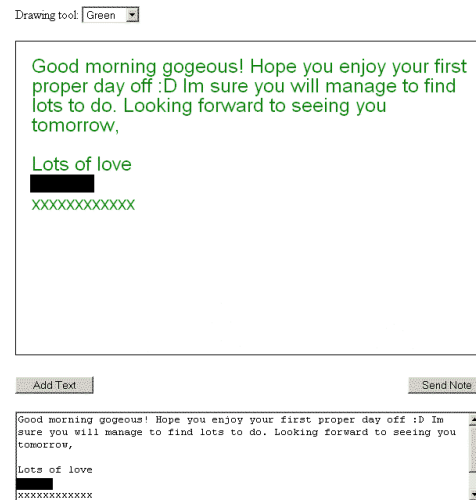 Drawing tool: Green
Good morning gogeous! Hope you enjoy your first
proper day off :D Im sure you will manage to find
lots to do. Looking forward to seeing you
tomorrow,
Lots of love
xxxxxxxxxxxx
Add Text
Send Note
Good morning gogeous! Hope you enjoy your first proper day off :D Im
sure you will manage to find lots to do. Looking forward to seeing you
tomorrow,
Lots of love
xxxxxxxxxxxx